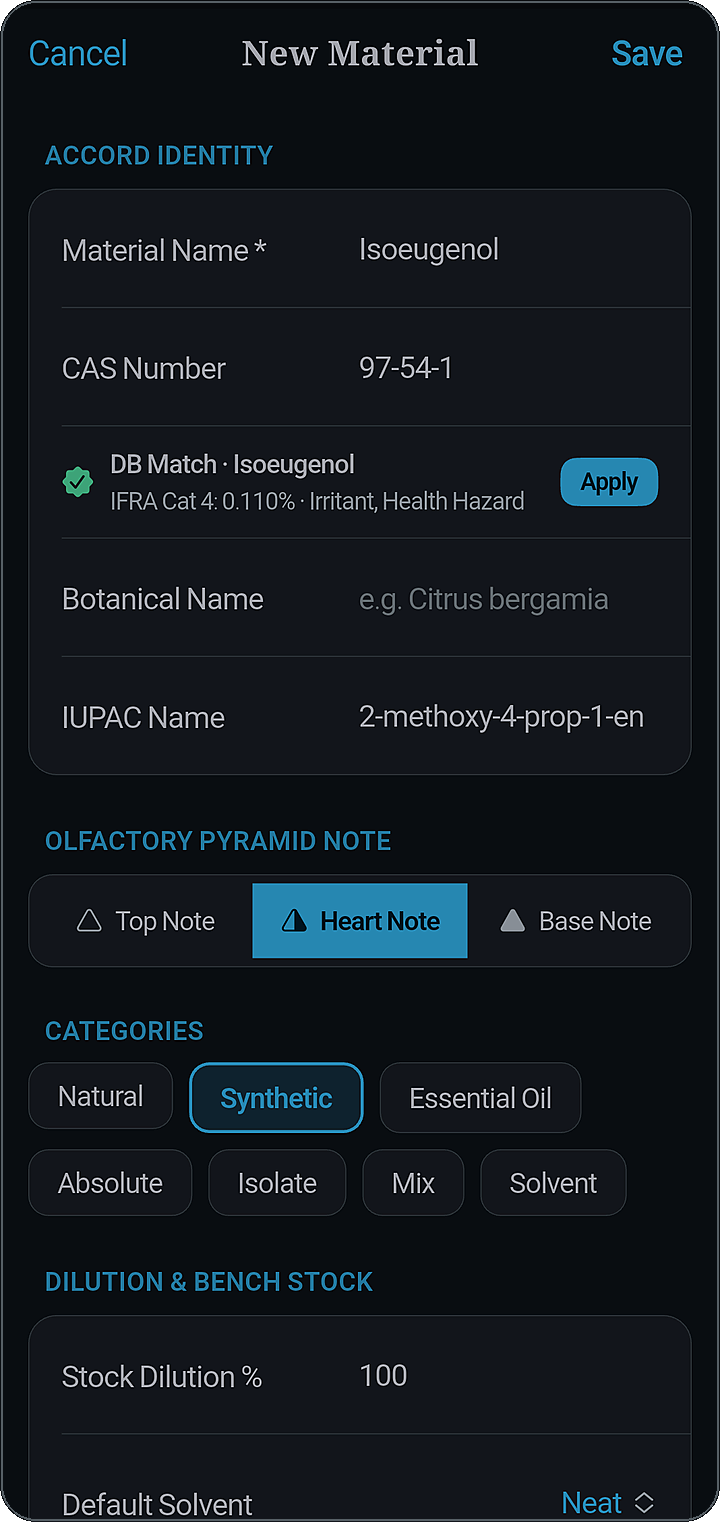 Cancel New Material Save
ACCORD IDENTITY
Material Name * Isoeugenol
CAS Number 97-54-1
DB Match · Isoeugenol
IFRA Cat 4: 0.110% · Irritant, Health Hazard
Apply
Botanical Name e.g. Citrus bergamia
IUPAC Name 2-methoxy-4-prop-1-en
OLFACTORY PYRAMID NOTE
Top Note Heart Note Base Note
CATEGORIES
Natural Synthetic Essential Oil
Absolute Isolate Mix Solvent
DILUTION & BENCH STOCK
Stock Dilution % 100
Default Solvent Neat